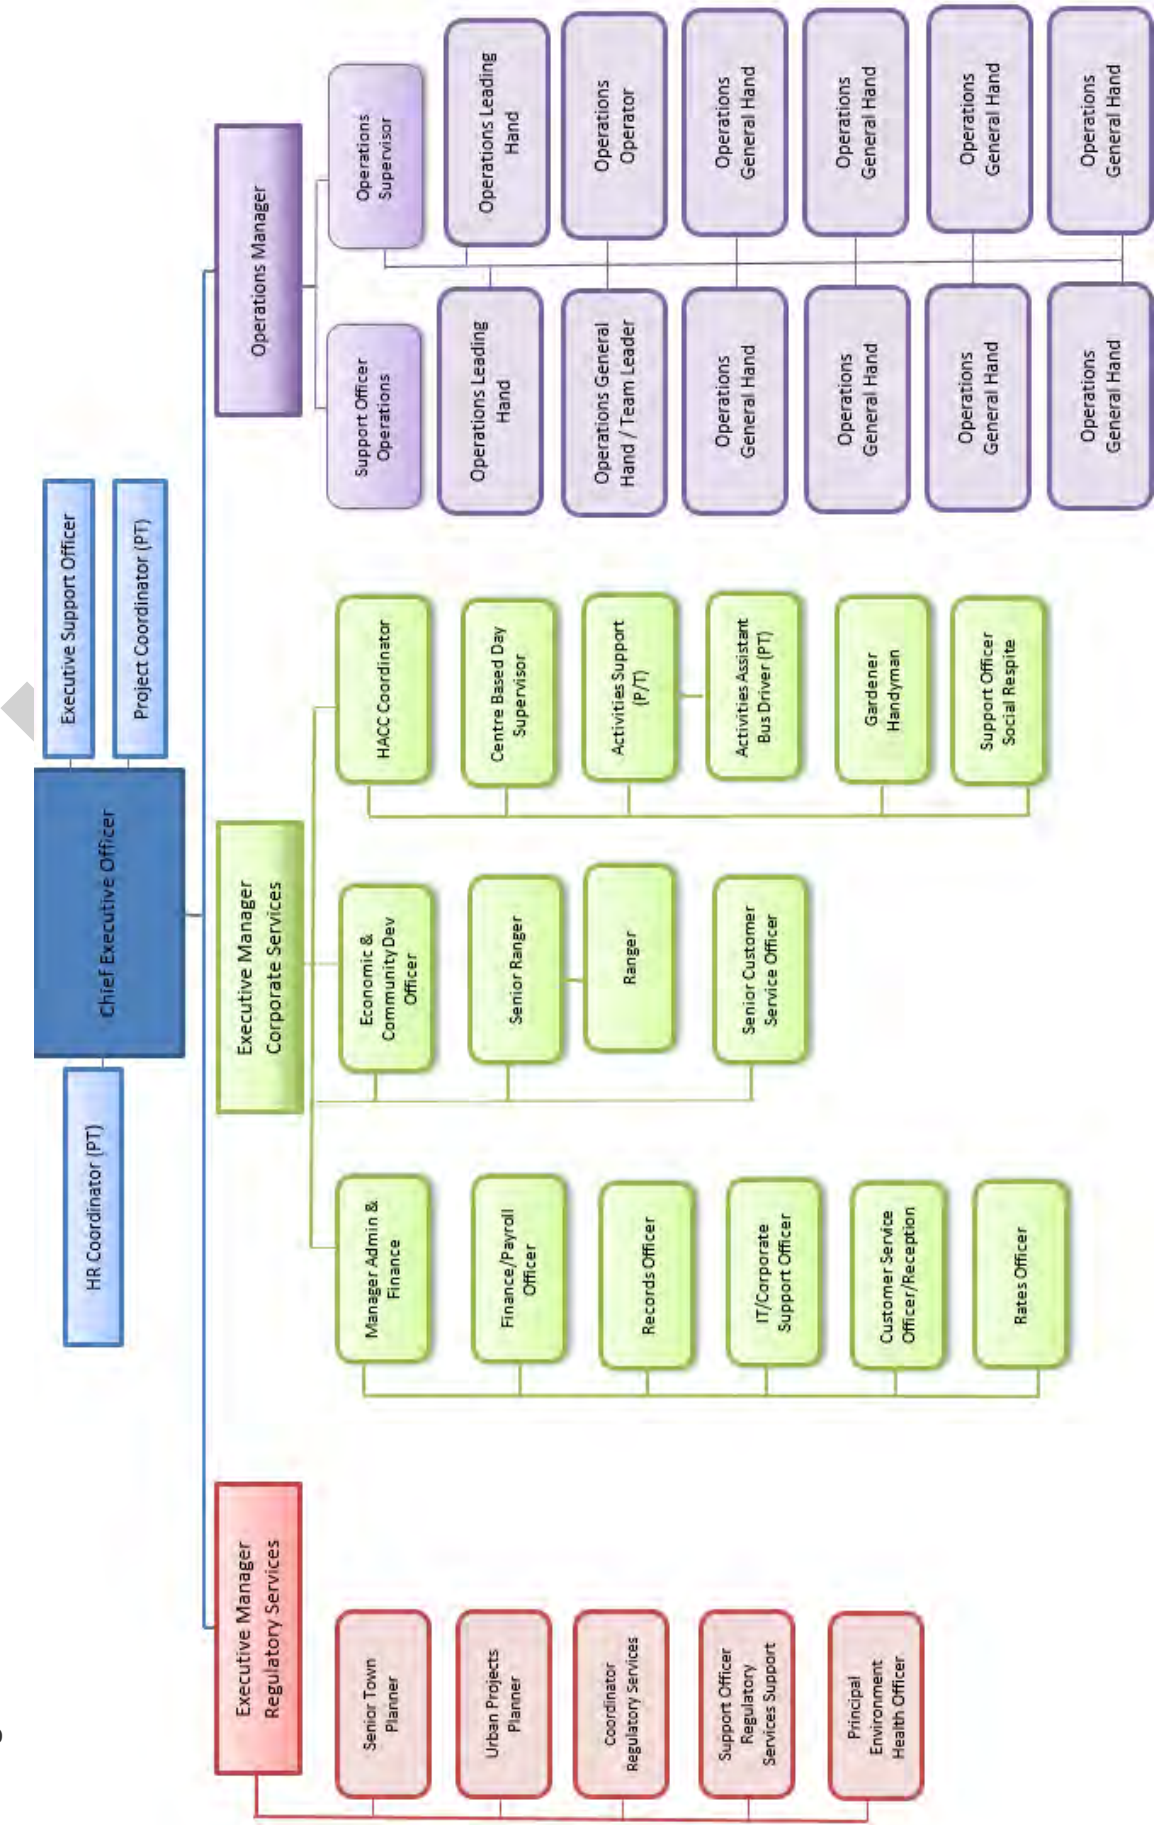 Chief Executive Officer
HR Coordinator (PT)
Executive Support Officer
Project Coordinator (PT)
Executive Manager
Regulatory Services
Senior Town
Planner
Urban Projects
Planner
Coordinator
Regulatory Services
Support Officer
Regulatory
Services Support
Principal
Environment
Health Officer
Executive Manager
Corporate Services
Manager Admin &
Finance
Finance/Payroll
Officer
Records Officer
IT/Corporate
Support Officer
Customer Service
Officer/Reception
Rates Officer
Economic &
Community Dev
Officer
Senior Ranger
Ranger
Senior Customer
Service Officer
HACC Coordinator
Centre Based Day
Supervisor
Activities Support
(P/T)
Activities Assistant
Bus Driver (PT)
Gardener
Handyman
Support Officer
Social Respite
Operations Manager
Support Officer
Operations
Operations
Supervisor
Operations Leading
Hand
Operations Leading
Hand
Operations General
Hand / Team Leader
Operations
Operator
Operations
General Hand
Operations
General Hand
Operations
General Hand
Operations
General Hand
Operations
General Hand
Operations
General Hand
Operations
General Hand
Operations
General Hand